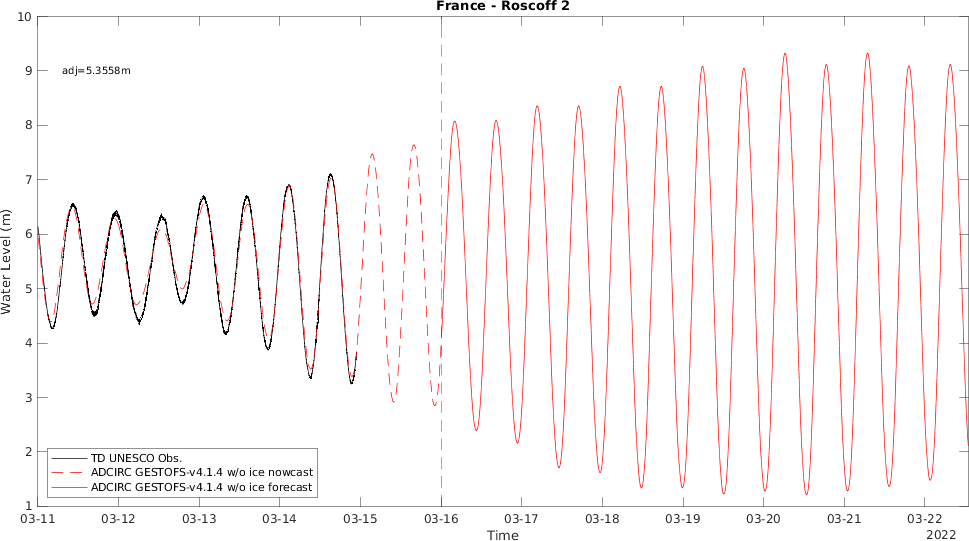 France - Roscoff 2
adj=5.3558m
10
9
8
7
6
5
4
3
2
1
Water Level (m)
TD UNESCO Obs.
ADCIRC GESTOFS-v4.1.4 w/o ice nowcast
ADCIRC GESTOFS-v4.1.4 w/o ice forecast
03-11 03-12 03-13 03-14 03-15 03-16 03-17 03-18 03-19 03-20 03-21 03-22
Time
2022